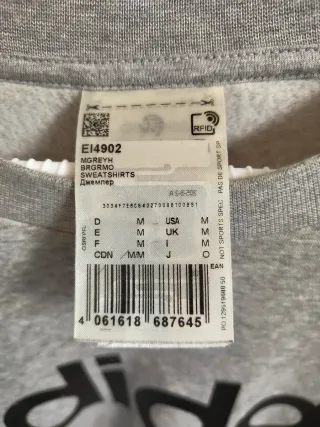 RFID
EI4902
MGREYH
BRGRMO
SWEATSHIRTS
Джемпер
D M USA M
E M UK M
F M I M
CDN /M/M J O
EAN
4 061618 687645
NOT SPORTS SPEC PAS DE SPORT SP
adidas